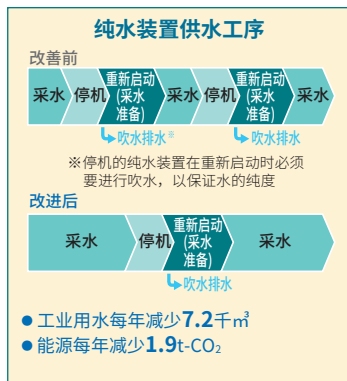 纯水装置供水工序
改善前
采水 停机 重新启动 采水 停机 重新启动 采水
(采水 (采水
准备) 准备)
吹水排水※ 吹水排水
※停机的纯水装置在重新启动时必须
要进行吹水，以保证水的纯度
改进后
采水 停机 重新启动 采水
(采水
准备)
吹水排水
●工业用水每年减少7.2千㎥
●能源每年减少1.9t-CO₂